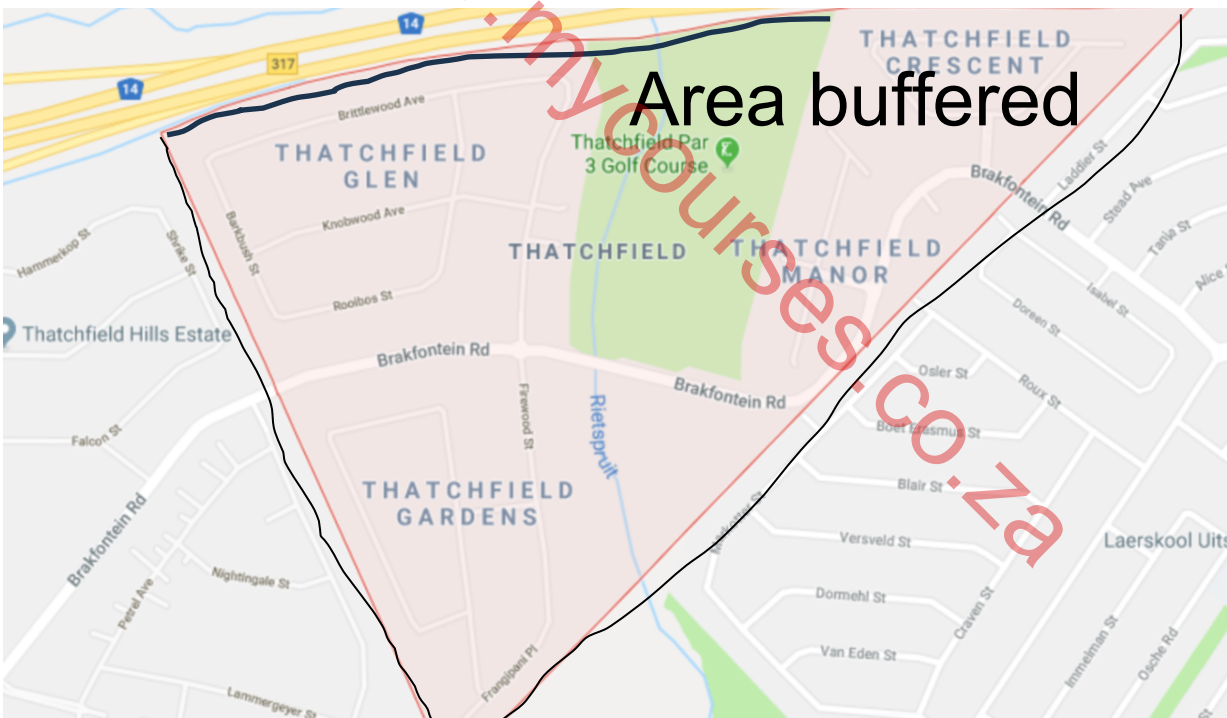 14
317
14
THATCHFIELD
CRESCENT
Area buffered
Brittlewood Ave
THATCHFIELD
GLEN
Thatchfield Par
3 Golf Course
Laddier St
Brakfontein Rd
Stead Ave
Tanja St
Alice
Hammerkop St
Shrike St
Barkbush St
Knobwood Ave
THATCHFIELD
THATCHFIELD
MANOR
Isabel St
Doreen St
Rooibos St
Thatchfield Hills Estate
Brakfontein Rd
Brakfontein Rd
Firewood St
Rietspruit
Osler St
Roux St
Boet Erasmus St
Falcon St
Blair St
THATCHFIELD
GARDENS
Markotter St
Versveld St
Laerskool Uits
Brakfontein Rd
Nightingale St
Petrel Ave
Dormehl St
Craven St
Immelman St
Osche Rd
Van Eden St
Frangipani Pl
Lammergeyer St
.mycourses.co.za